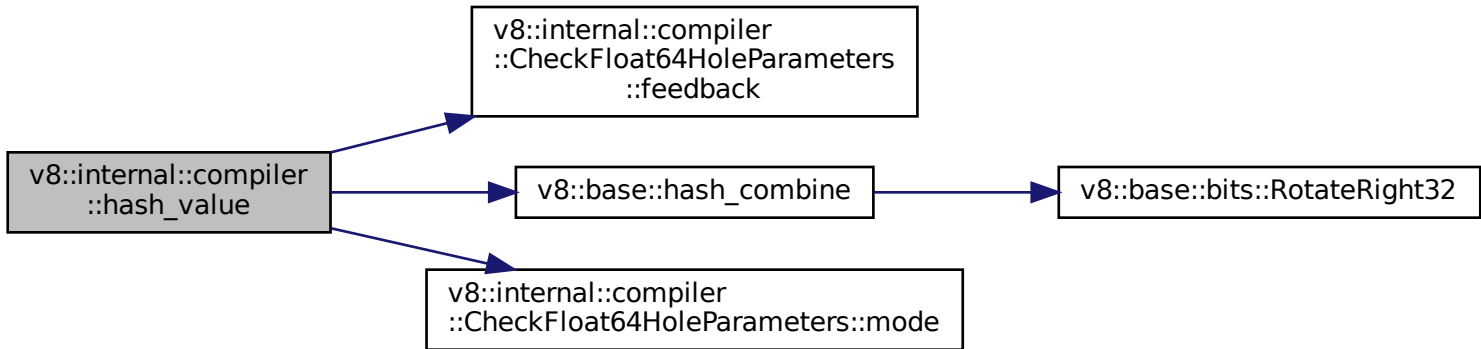 v8::internal::compiler
::CheckFloat64HoleParameters
::feedback
v8::internal::compiler
::hash_value
v8::base::hash_combine
v8::base::bits::RotateRight32
v8::internal::compiler
::CheckFloat64HoleParameters::mode